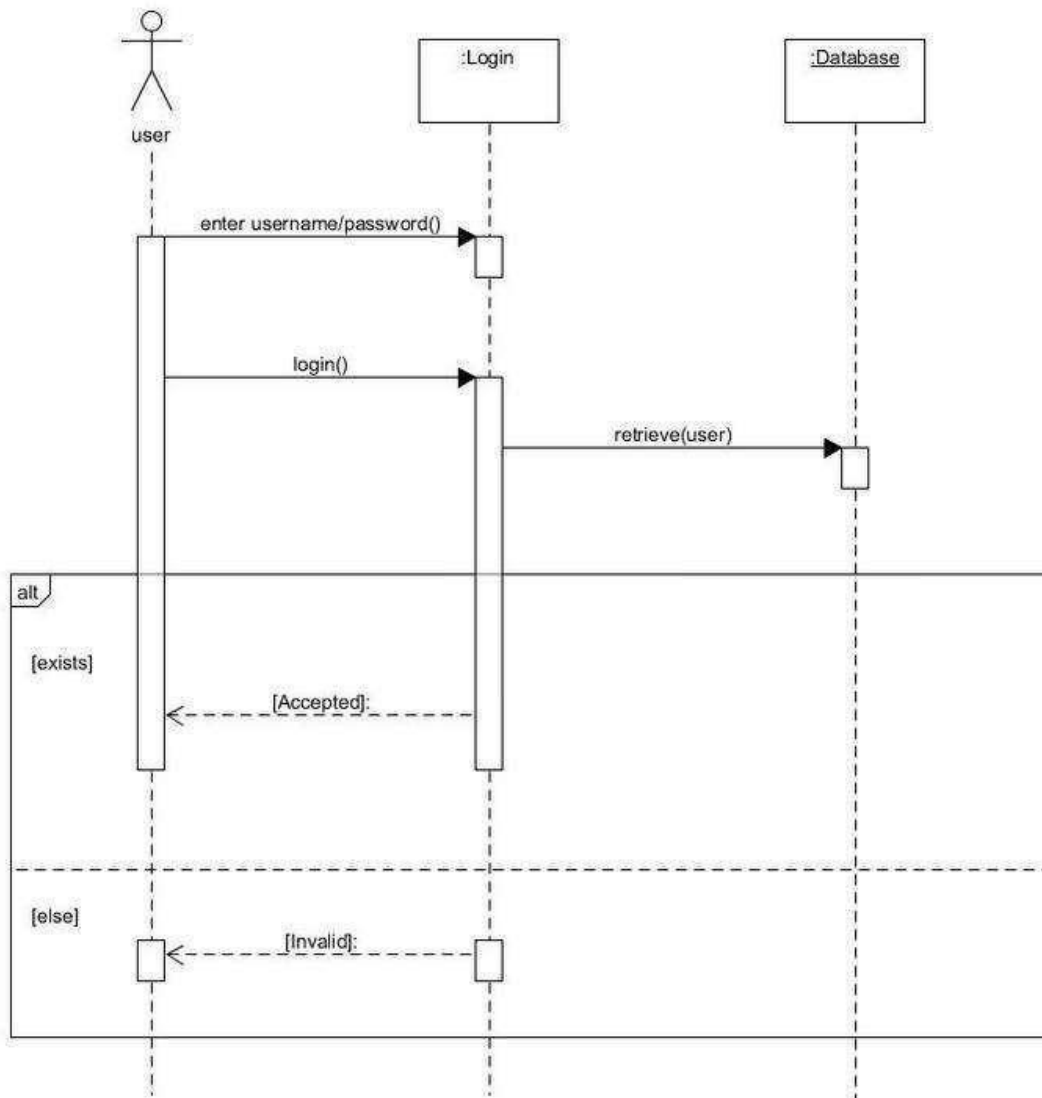 :Login
:Database
user
enter username/password()
login()
retrieve(user)
alt
[exists]
[Accepted]:
[else]
[Invalid]: